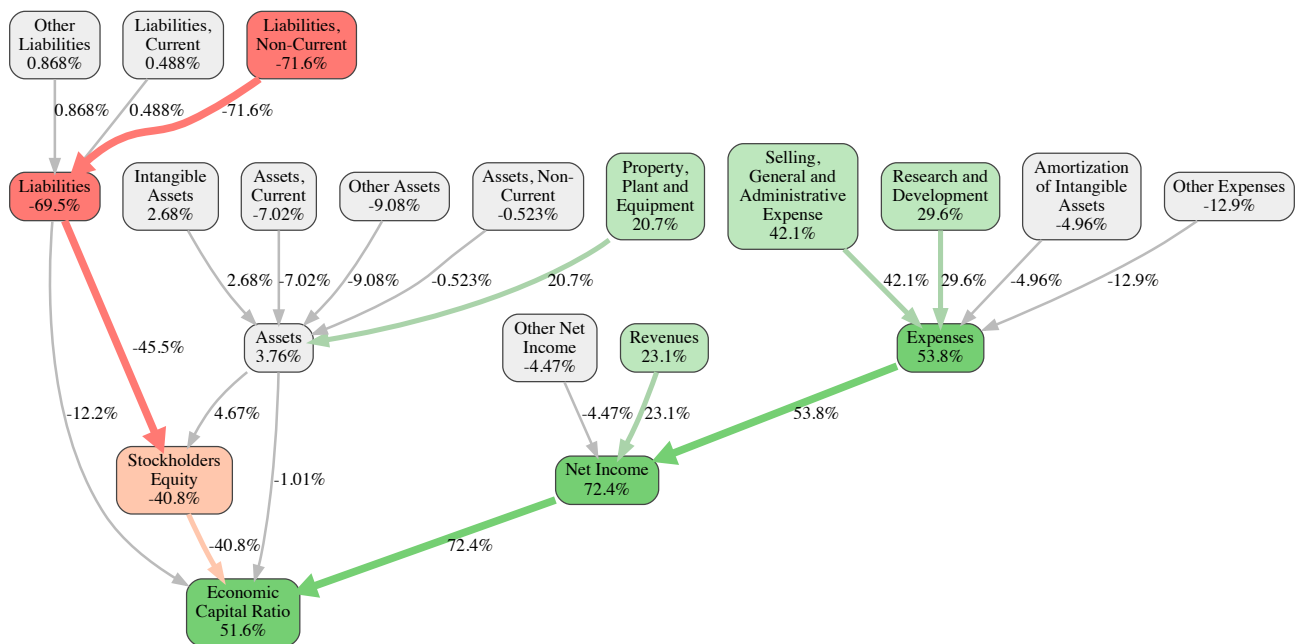 Other
Liabilities
0.868%
Liabilities,
Current
0.488%
Liabilities,
Non-Current
-71.6%
0.868%
0.488%
-71.6%
Liabilities
-69.5%
Intangible
Assets
2.68%
Assets,
Current
-7.02%
Other Assets
-9.08%
Assets, Non-
Current
-0.523%
Property,
Plant and
Equipment
20.7%
Selling,
General and
Administrative
Expense
42.1%
Research and
Development
29.6%
Amortization
of Intangible
Assets
-4.96%
Other Expenses
-12.9%
2.68%
-7.02%
-9.08%
-0.523%
20.7%
42.1%
29.6%
-4.96%
-12.9%
-45.5%
Assets
3.76%
Other Net
Income
-4.47%
Revenues
23.1%
Expenses
53.8%
-12.2%
4.67%
-4.47%
23.1%
53.8%
Stockholders
Equity
-40.8%
-1.01%
Net Income
72.4%
-40.8%
72.4%
Economic
Capital Ratio
51.6%